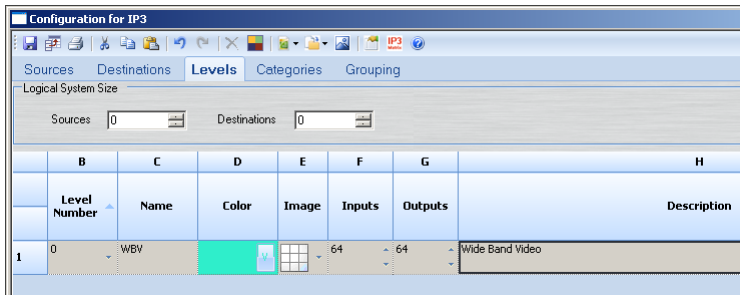 Configuration for IP3
IP3
Sources Destinations Levels Categories Grouping
Logical System Size
Sources 0 Destinations 0
B C D E F G H
Level Number Name Color Image Inputs Outputs Description
1 0 WBV 64 64 Wide Band Video